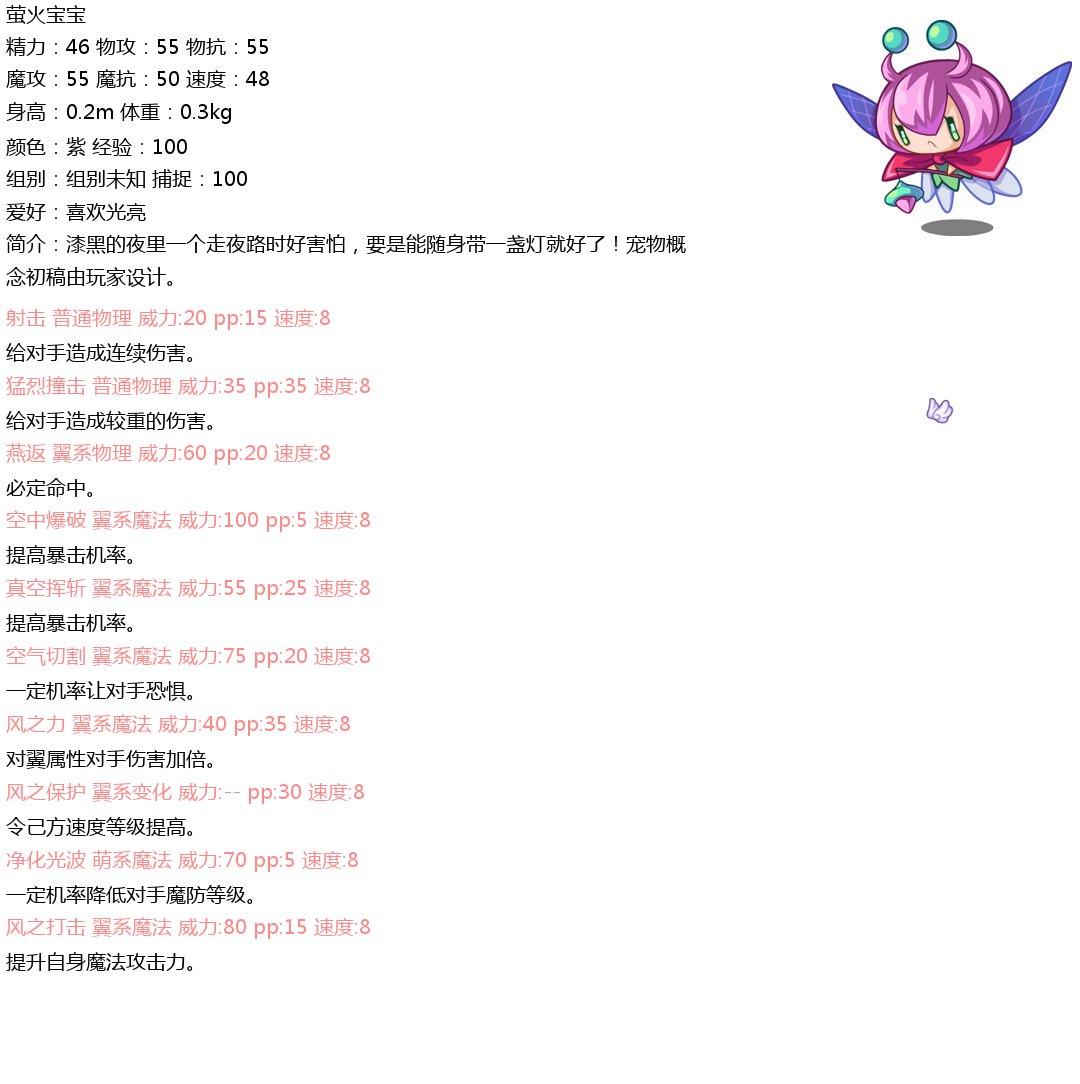 萤火宝宝
精力：46 物攻：55 物抗：55
魔攻：55 魔抗：50 速度：48
身高：0.2m 体重：0.3kg
颜色：紫 经验：100
组别：组别未知 捕捉：100
爱好：喜欢光亮
简介：漆黑的夜里一个走夜路时好害怕，要是能随身带一盏灯就好了！宠物概
念初稿由玩家设计。
射击 普通物理 威力:20 pp:15 速度:8
给对手造成连续伤害。
猛烈撞击 普通物理 威力:35 pp:35 速度:8
给对手造成较重的伤害。
燕返 翼系物理 威力:60 pp:20 速度:8
必定命中。
空中爆破 翼系魔法 威力:100 pp:5 速度:8
提高暴击机率。
真空挥斩 翼系魔法 威力:55 pp:25 速度:8
提高暴击机率。
空气切割 翼系魔法 威力:75 pp:20 速度:8
一定机率让对手恐惧。
风之力 翼系魔法 威力:40 pp:35 速度:8
对翼属性对手伤害加倍。
风之保护 翼系变化 威力:-- pp:30 速度:8
令己方速度等级提高。
净化光波 萌系魔法 威力:70 pp:5 速度:8
一定机率降低对手魔防等级。
风之打击 翼系魔法 威力:80 pp:15 速度:8
提升自身魔法攻击力。